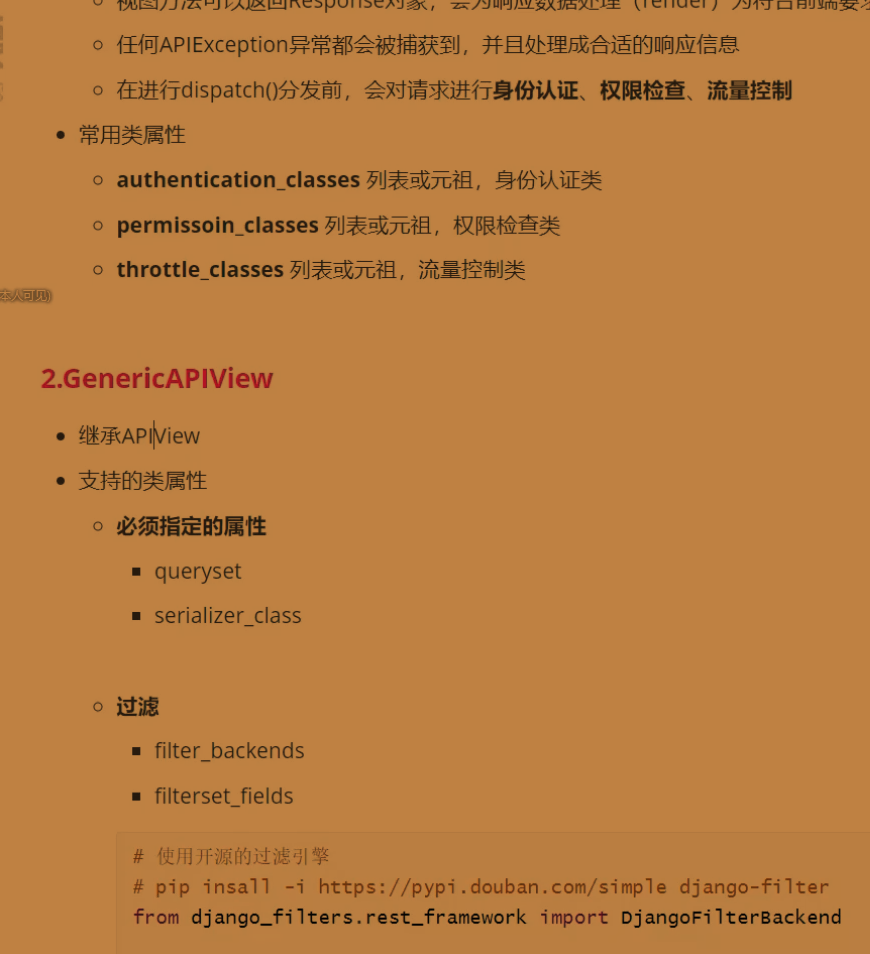 视图方法可以返回Response对象，会为响应数据处理（render）为符合前端要求
任何APIException异常都会被捕获到，并且处理成合适的响应信息
在进行dispatch()分发前，会对请求进行身份认证、权限检查、流量控制
常用类属性
authentication_classes 列表或元祖，身份认证类
permissoin_classes 列表或元祖，权限检查类
throttle_classes 列表或元祖，流量控制类
本人可见)
2.GenericAPIView
继承APIView
支持的类属性
必须指定的属性
queryset
serializer_class
过滤
filter_backends
filterset_fields
# 使用开源的过滤引擎
# pip insall -i https://pypi.douban.com/simple django-filter
from django_filters.rest_framework import DjangoFilterBackend